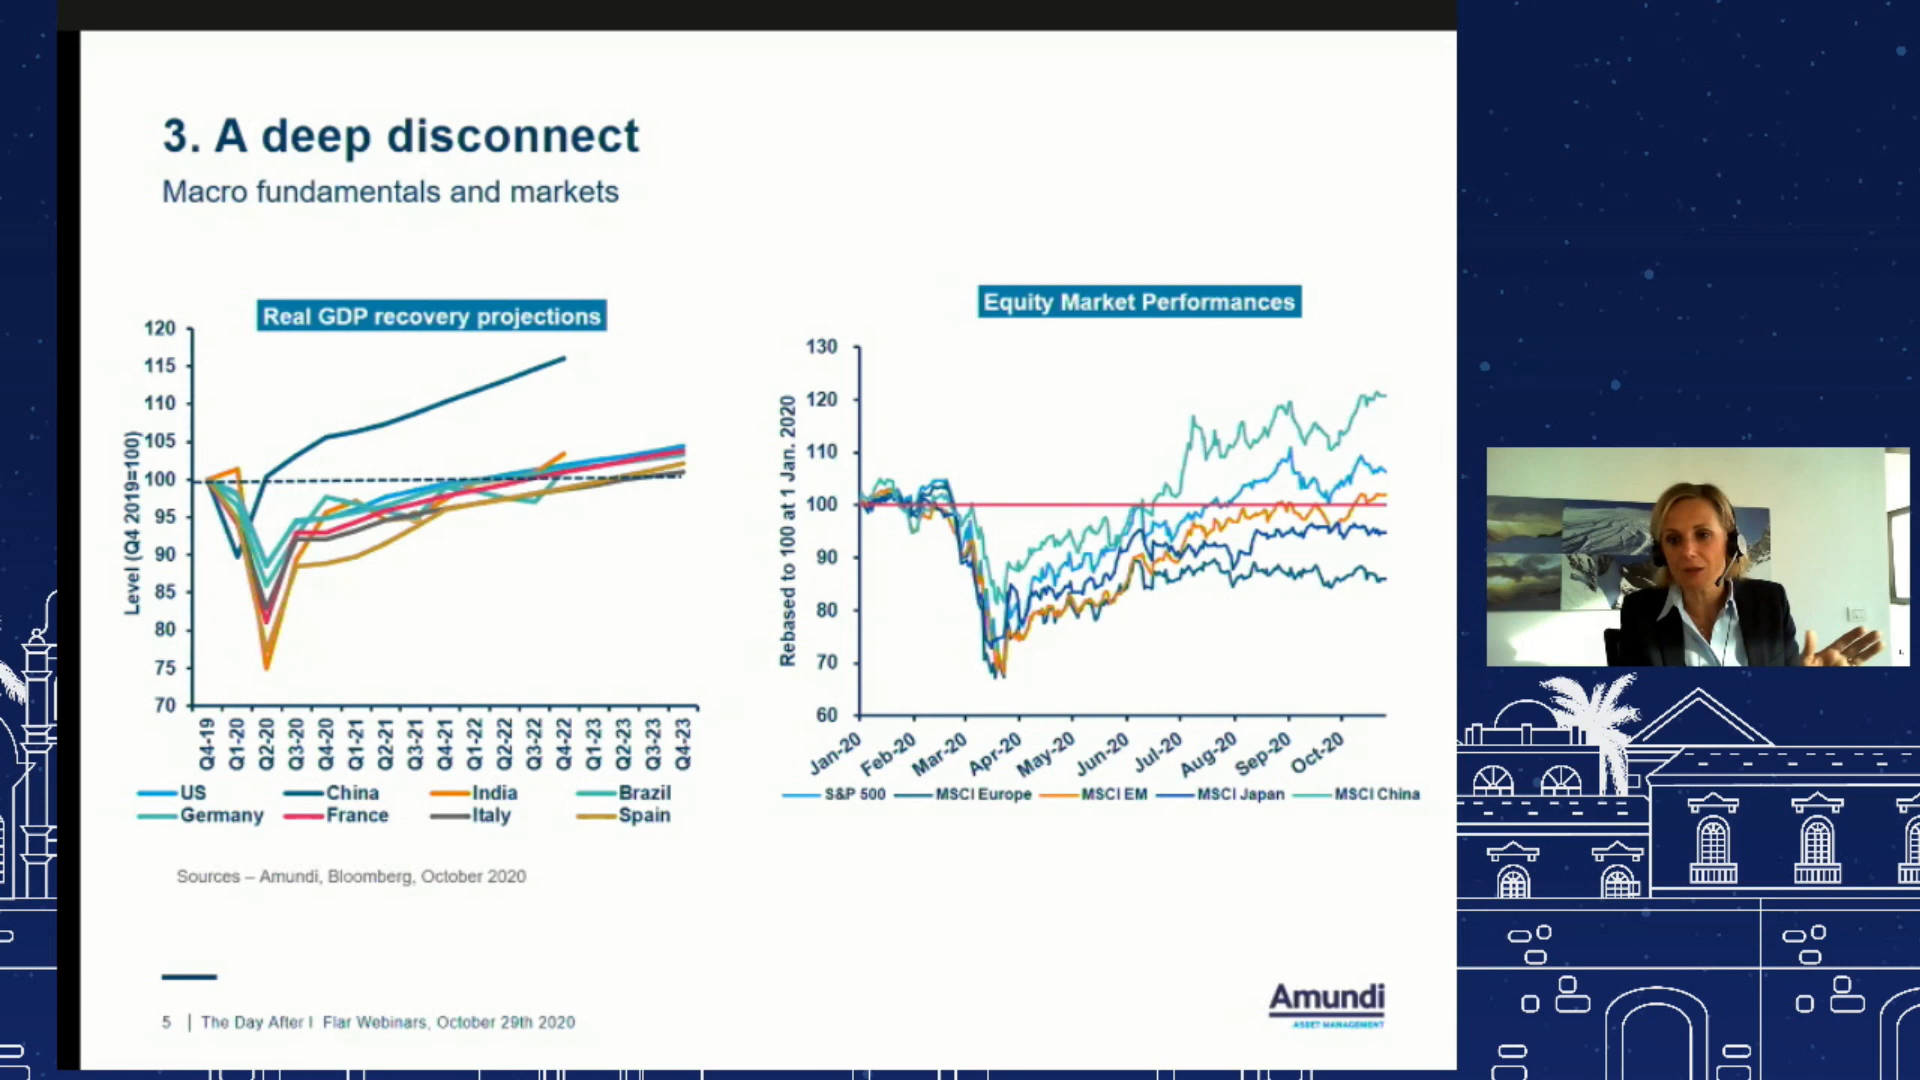 3. A deep disconnect
Macro fundamentals and markets
Real GDP recovery projections
Level (Q4 2019=100)
120
115
110
105
100
95
90
85
80
75
70
Q4-19 Q1-20 Q2-20 Q3-20 Q4-20 Q1-21 Q2-21 Q3-21 Q4-21 Q1-22 Q2-22 Q3-22 Q4-22 Q1-23 Q2-23 Q3-23 Q4-23
US China India Brazil
Germany France Italy Spain
Equity Market Performances
Rebased to 100 at 1 Jan. 2020
130
120
110
100
90
80
70
60
Jan-20 Feb-20 Mar-20 Apr-20 May-20 Jun-20 Jul-20 Aug-20 Sep-20 Oct-20
S&P 500 MSCI Europe MSCI EM MSCI Japan MSCI China
Sources – Amundi, Bloomberg, October 2020
5 | The Day After I Flar Webinars, October 29th 2020
Amundi
ASSET MANAGEMENT